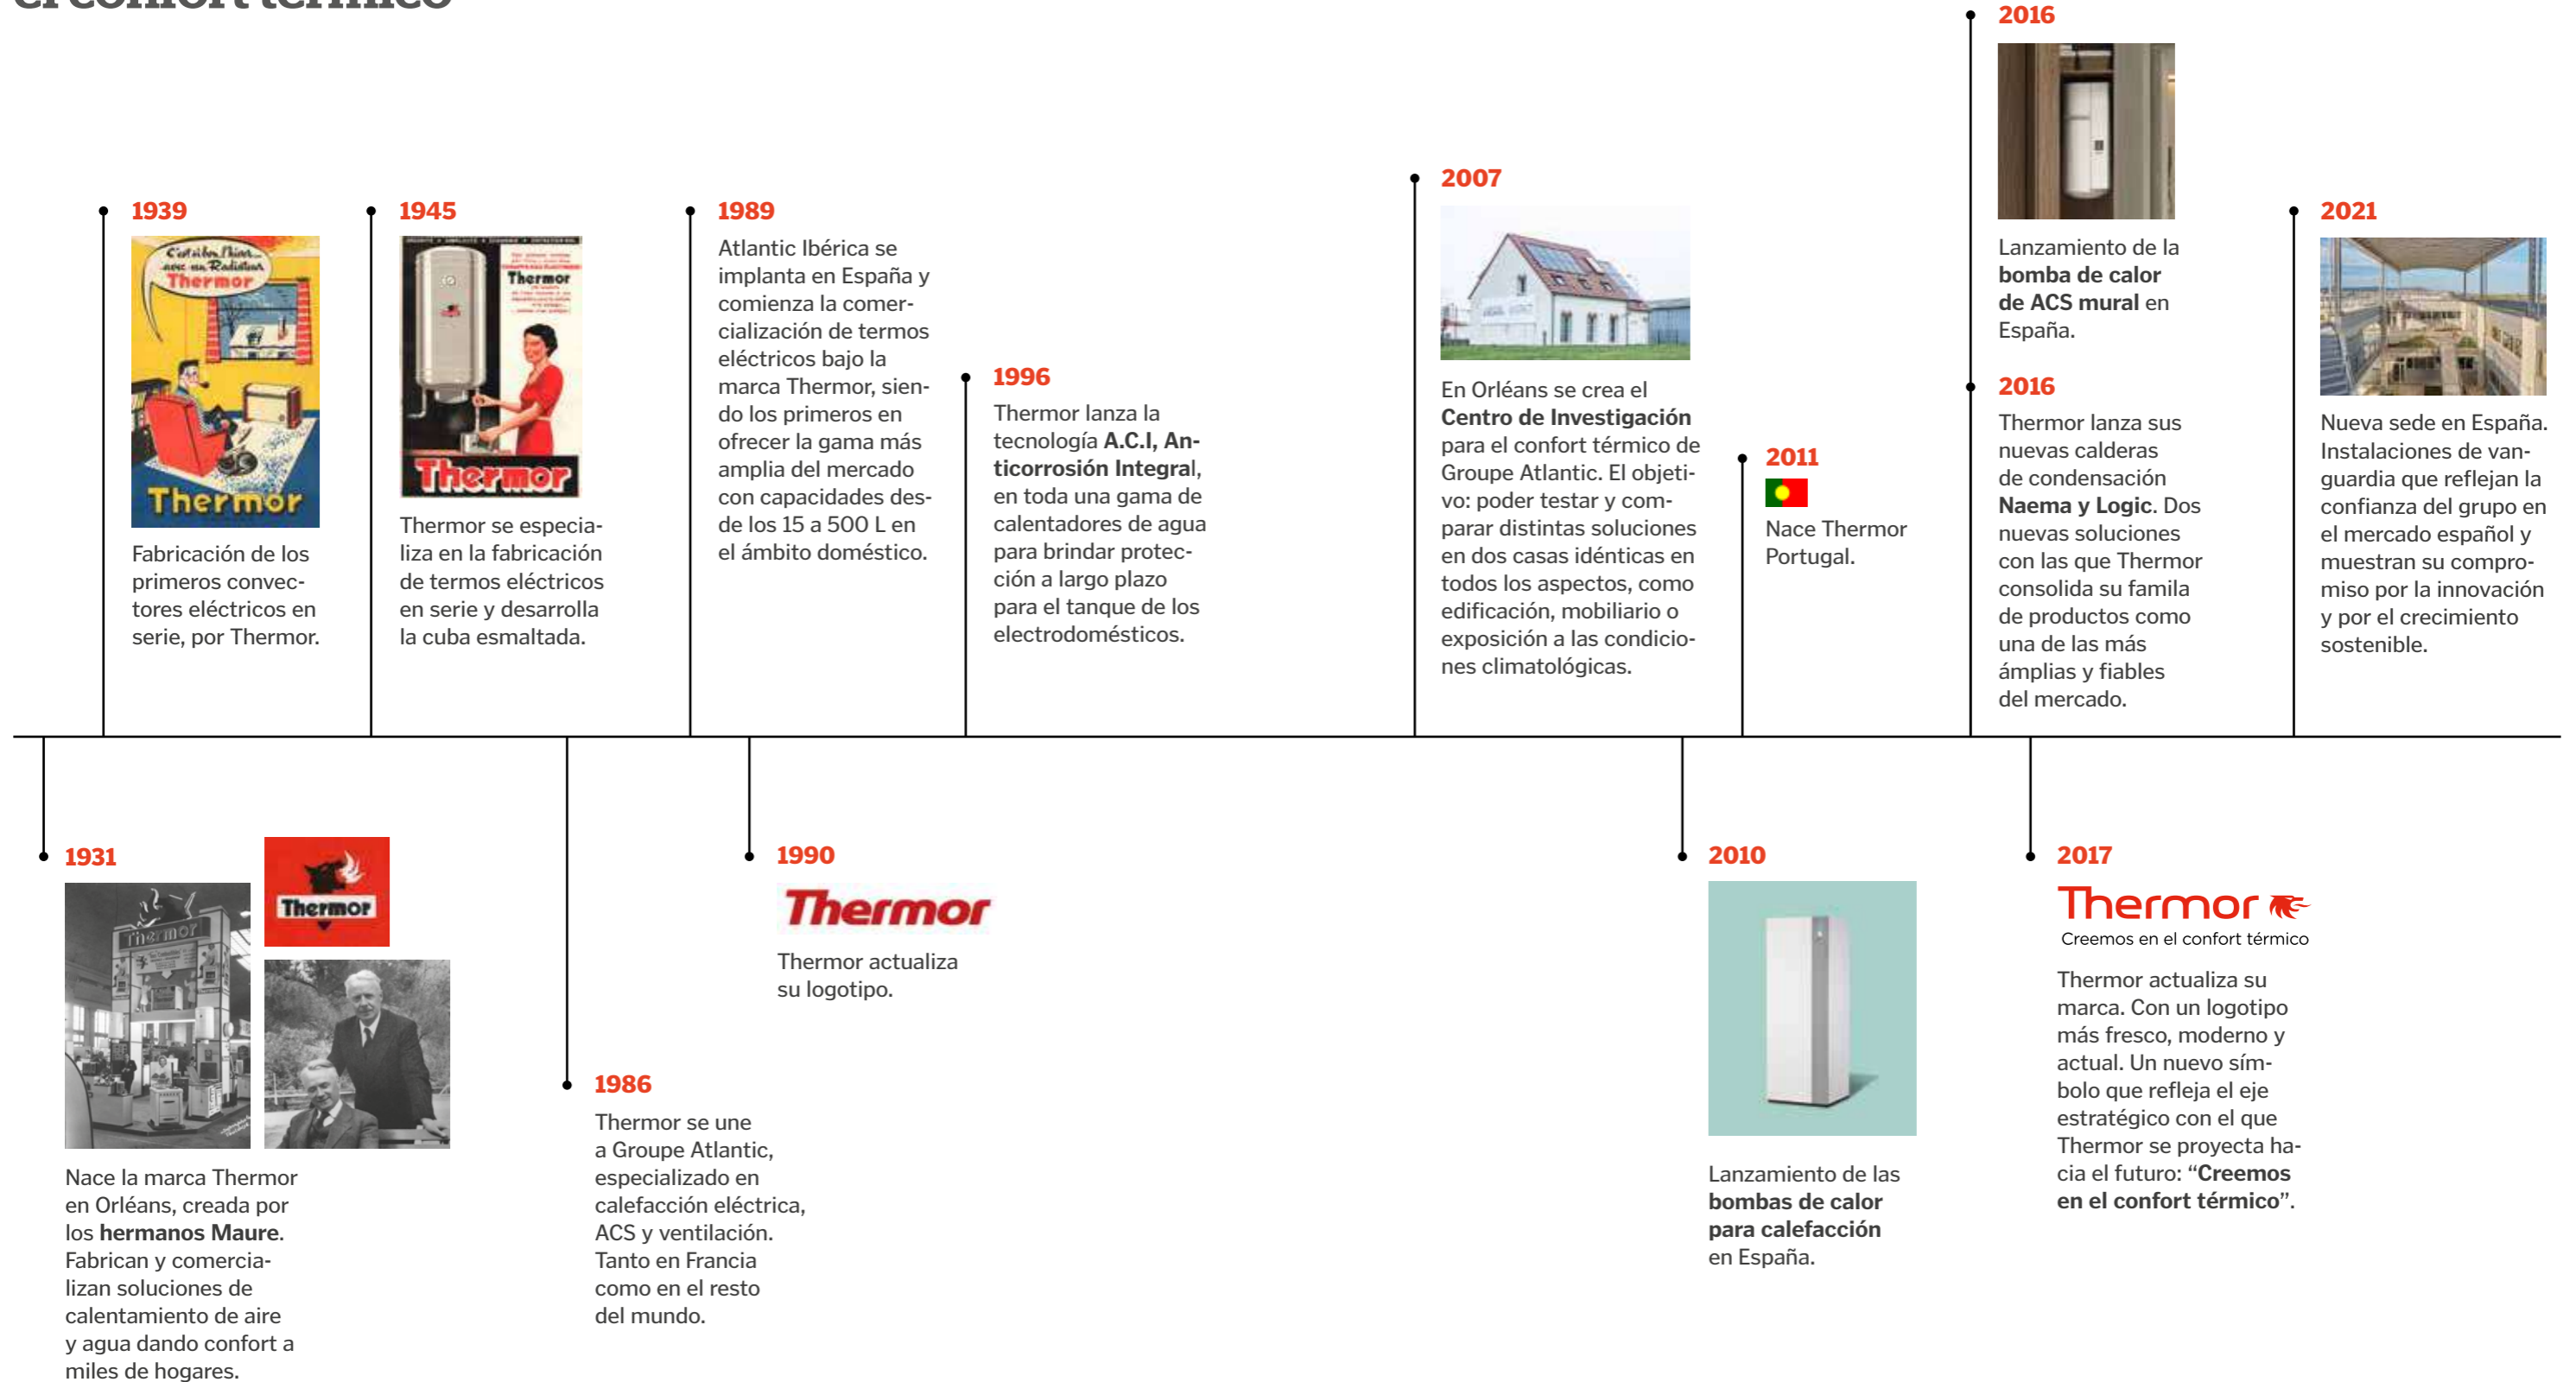 el confort térmico
2016
Lanzamiento de la
bomba de calor
de ACS mural en
España.
1939
C'est si bon l'hiver...
avec un Radiateur
Thermor
Thermor
Fabricación de los
primeros convec-
tores eléctricos en
serie, por Thermor.
1945
Thermor
Thermor
Thermor se especia-
liza en la fabricación
de termos eléctricos
en serie y desarrolla
la cuba esmaltada.
1989
Atlantic Ibérica se
implanta en España y
comienza la comer-
cialización de termos
eléctricos bajo la
marca Thermor, sien-
do los primeros en
ofrecer la gama más
amplia del mercado
con capacidades des-
de los 15 a 500 L en
el ámbito doméstico.
1996
Thermor lanza la
tecnología A.C.I, An-
ticorrosión Integral,
en toda una gama de
calentadores de agua
para brindar protec-
ción a largo plazo
para el tanque de los
electrodomésticos.
2007
En Orléans se crea el
Centro de Investigación
para el confort térmico de
Groupe Atlantic. El objeti-
vo: poder testar y com-
parar distintas soluciones
en dos casas idénticas en
todos los aspectos, como
edificación, mobiliario o
exposición a las condicio-
nes climatológicas.
2011
Nace Thermor
Portugal.
2016
Thermor lanza sus
nuevas calderas
de condensación
Naema y Logic. Dos
nuevas soluciones
con las que Thermor
consolida su famila
de productos como
una de las más
ámplias y fiables
del mercado.
2021
Nueva sede en España.
Instalaciones de van-
guardia que reflejan la
confianza del grupo en
el mercado español y
muestran su compro-
miso por la innovación
y por el crecimiento
sostenible.
1931
Thermor
Thermor
Nace la marca Thermor
en Orléans, creada por
los hermanos Maure.
Fabrican y comercia-
lizan soluciones de
calentamiento de aire
y agua dando confort a
miles de hogares.
1986
Thermor se une
a Groupe Atlantic,
especializado en
calefacción eléctrica,
ACS y ventilación.
Tanto en Francia
como en el resto
del mundo.
1990
Thermor
Thermor actualiza
su logotipo.
2010
Lanzamiento de las
bombas de calor
para calefacción
en España.
2017
Thermor
Creemos en el confort térmico
Thermor actualiza su
marca. Con un logotipo
más fresco, moderno y
actual. Un nuevo sím-
bolo que refleja el eje
estratégico con el que
Thermor se proyecta ha-
cia el futuro: “Creemos
en el confort térmico”.